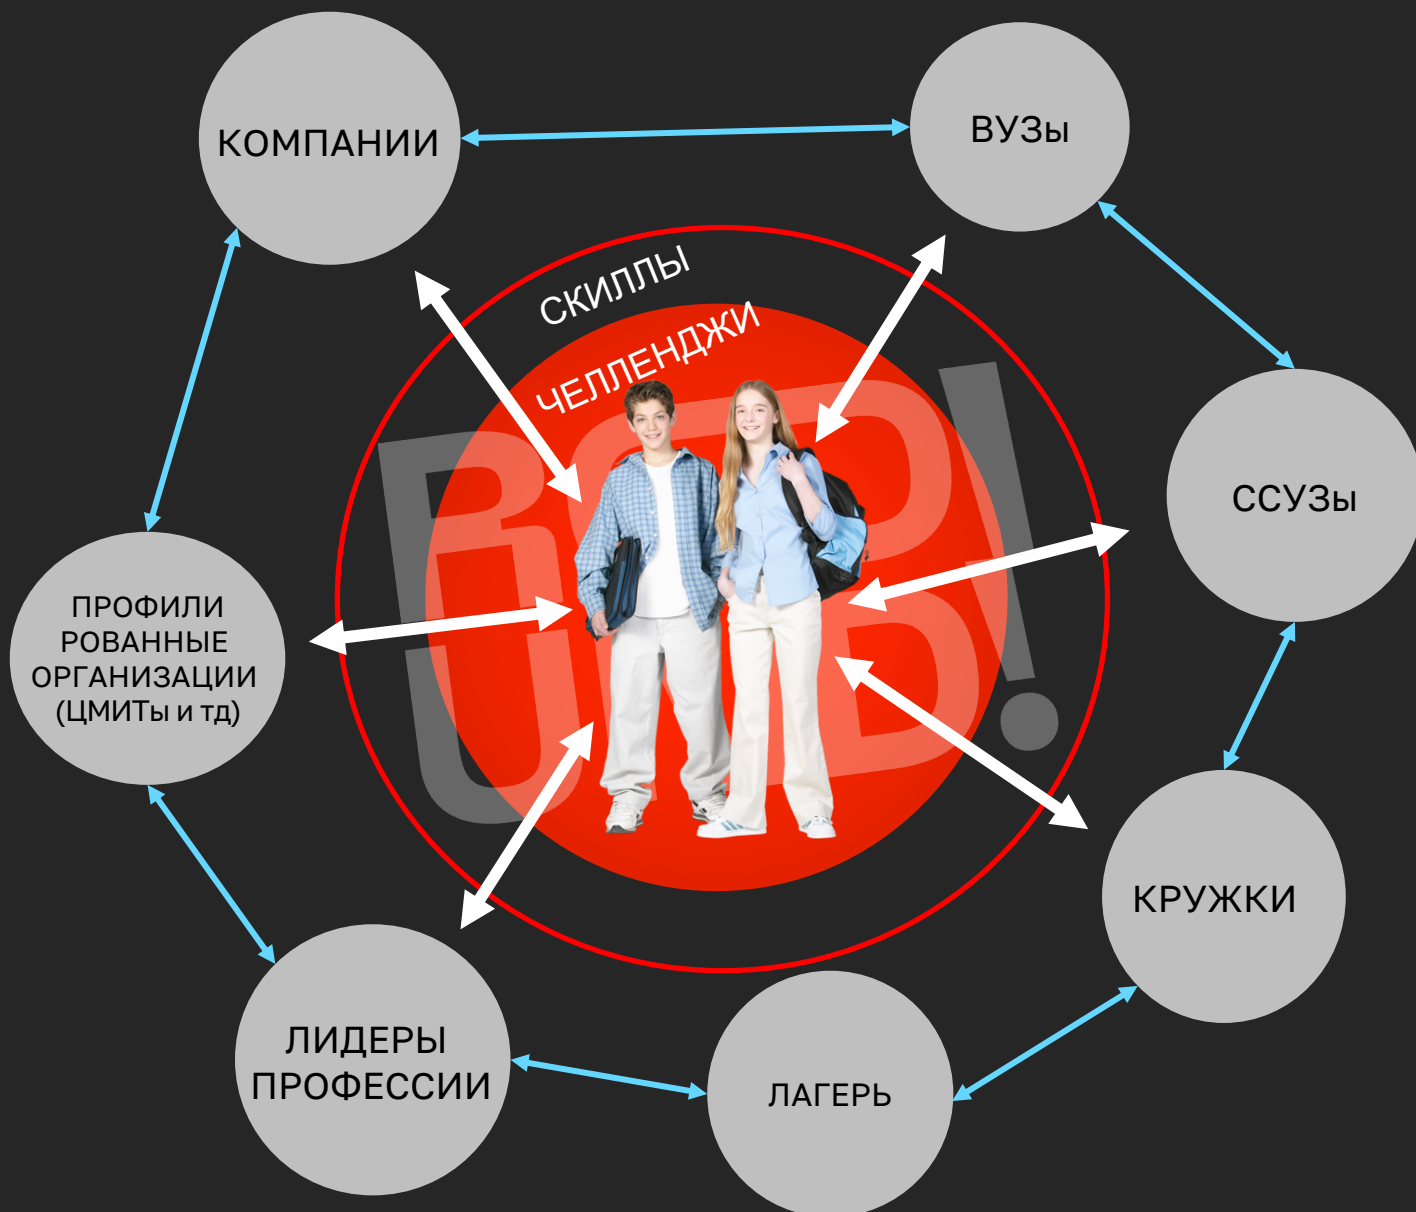 КОМПАНИИ
ВУЗы
СКИЛЛЫ
ЧЕЛЛЕНДЖИ
ССУЗы
ПРОФИЛИ
РОВАННЫЕ
ОРГАНИЗАЦИИ
(ЦМИТы и тд)
КРУЖКИ
ЛИДЕРЫ
ПРОФЕССИИ
ЛАГЕРЬ